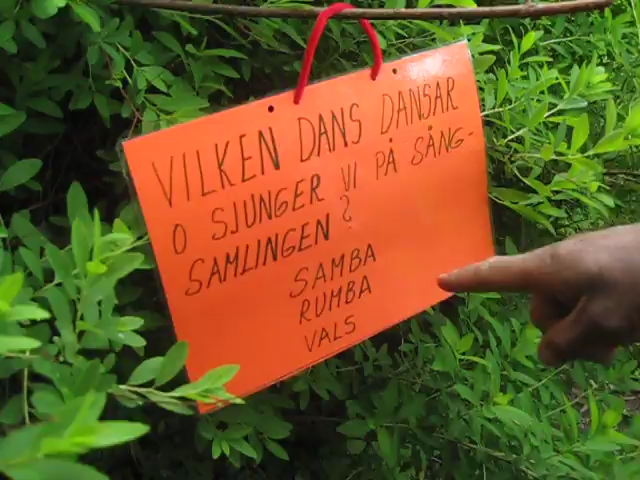 VILKEN DANS DANSAR
O SJUNGER VI PÅ SÅNG-
SAMLINGEN?
SAMBA
RUMBA
VALS